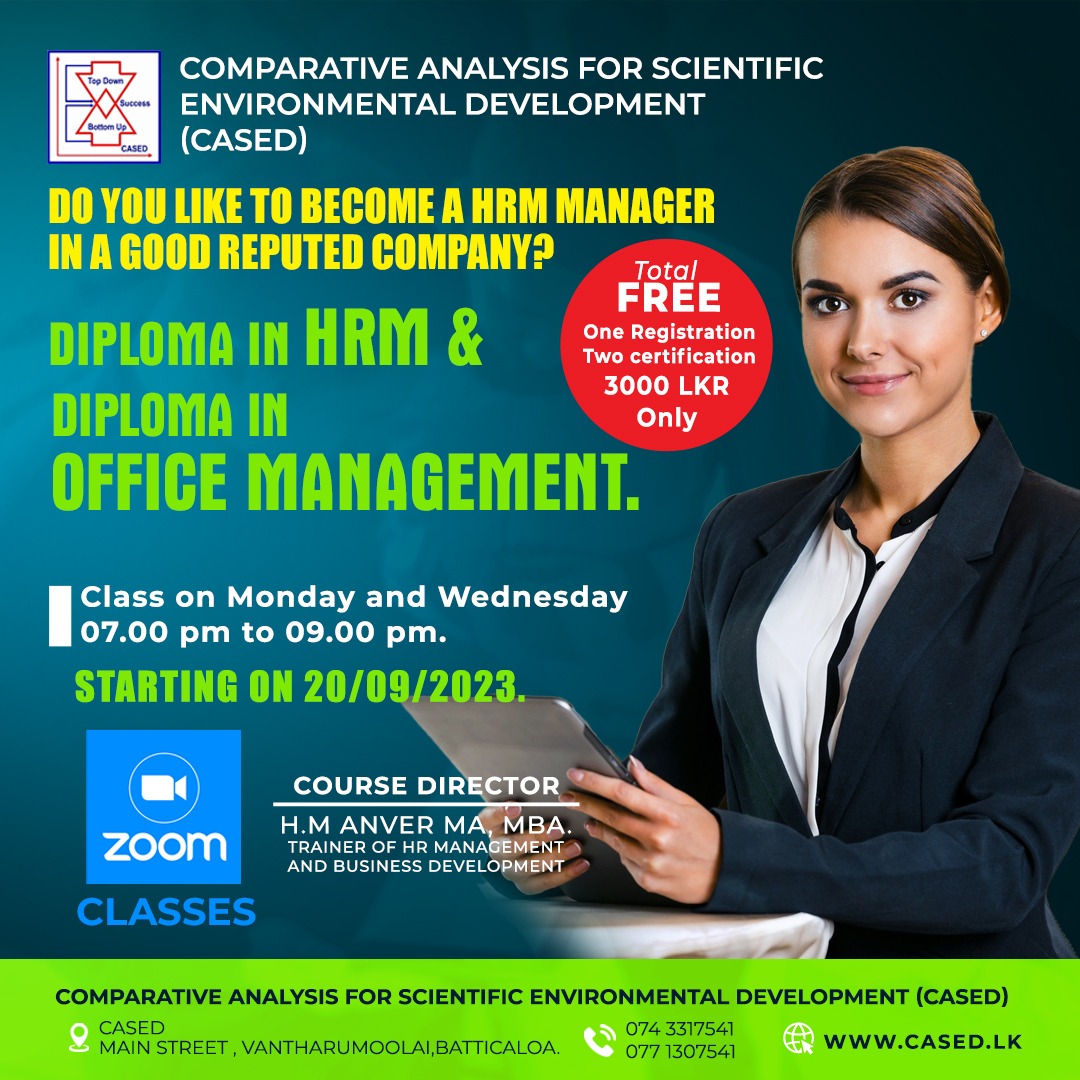 Top Down
Success
Bottom Up
CASED
COMPARATIVE ANALYSIS FOR SCIENTIFIC
ENVIRONMENTAL DEVELOPMENT
(CASED)
DO YOU LIKE TO BECOME A HRM MANAGER
IN A GOOD REPUTED COMPANY?
Total
FREE
One Registration
Two certification
3000 LKR
Only
DIPLOMA IN HRM &
DIPLOMA IN
OFFICE MANAGEMENT.
Class on Monday and Wednesday
07.00 pm to 09.00 pm.
STARTING ON 20/09/2023.
zoom
CLASSES
COURSE DIRECTOR
H.M ANVER MA, MBA.
TRAINER OF HR MANAGEMENT
AND BUSINESS DEVELOPMENT
COMPARATIVE ANALYSIS FOR SCIENTIFIC ENVIRONMENTAL DEVELOPMENT (CASED)
CASED
MAIN STREET , VANTHARUMOOLAI,BATTICALOA.
074 3317541
077 1307541
WWW.CASED.LK